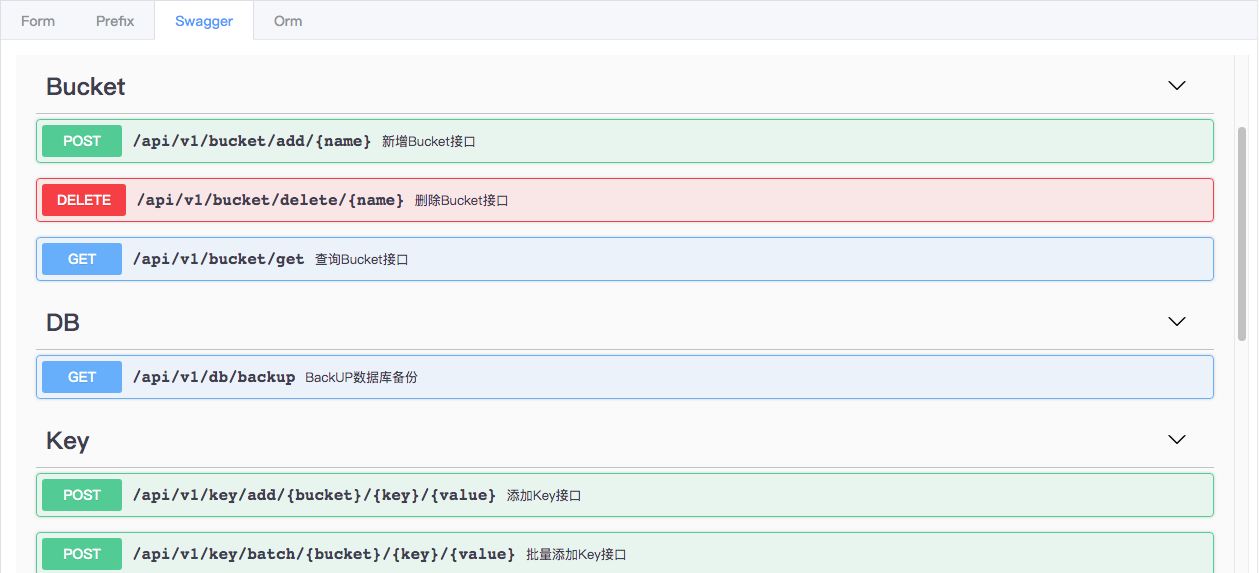 Form Prefix Swagger Orm
Bucket
POST /api/v1/bucket/add/{name} 新增Bucket接口
DELETE /api/v1/bucket/delete/{name} 删除Bucket接口
GET /api/v1/bucket/get 查询Bucket接口
DB
GET /api/v1/db/backup BackUP数据库备份
Key
POST /api/v1/key/add/{bucket}/{key}/{value} 添加Key接口
POST /api/v1/key/batch/{bucket}/{key}/{value} 批量添加Key接口